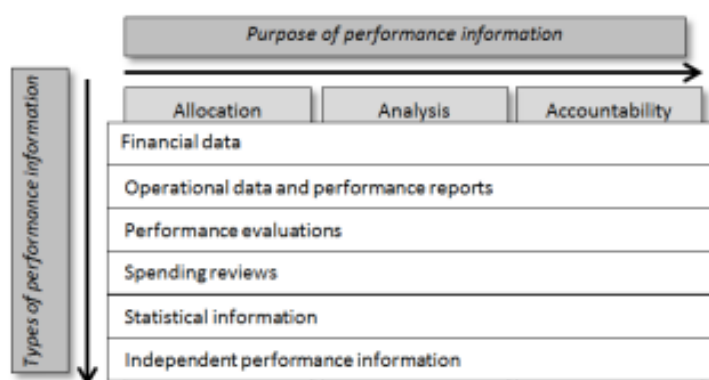 Purpose of performance information
Types of performance information
Allocation
Analysis
Accountability
Financial data
Operational data and performance reports
Performance evaluations
Spending reviews
Statistical information
Independent performance information